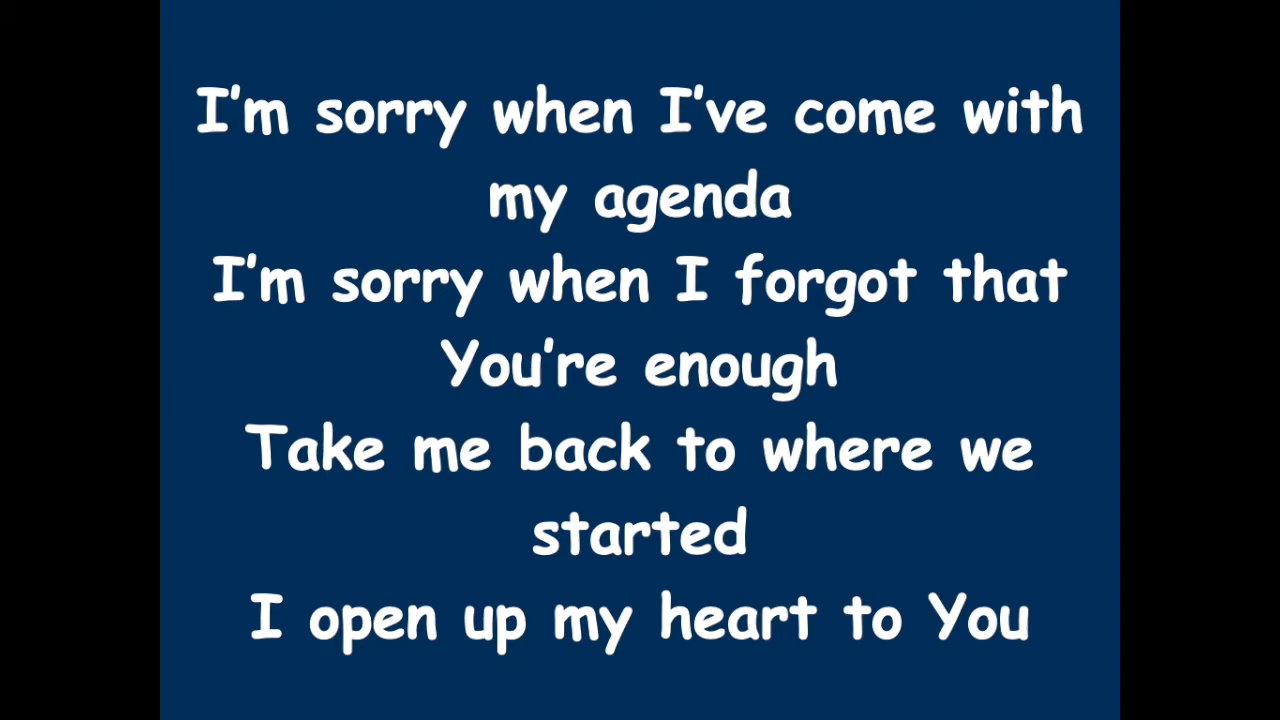 I’m sorry when I’ve come with
my agenda
I’m sorry when I forgot that
You’re enough
Take me back to where we
started
I open up my heart to You